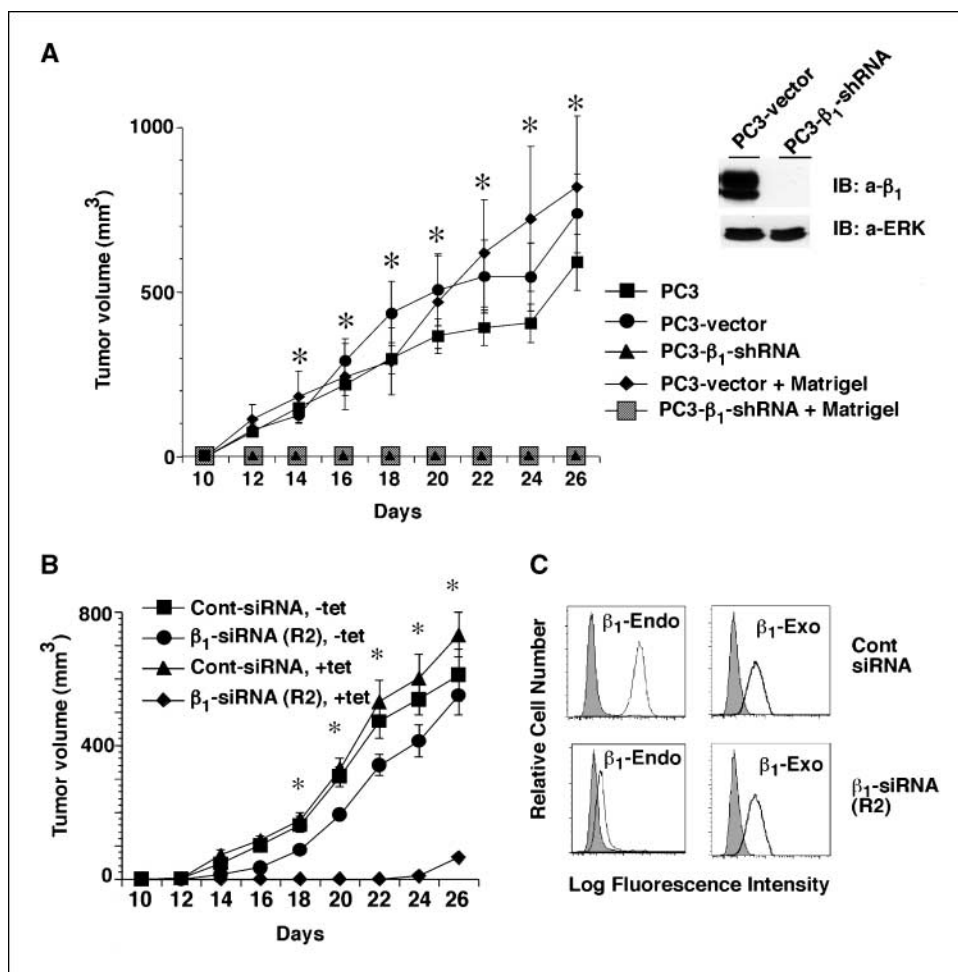 A
1000
500
0
Tumor volume (mm³)
10 12 14 16 18 20 22 24 26
Days
* * * * * * *
PC3-vector
PC3-β₁-shRNA
IB: a-β₁
IB: a-ERK
PC3
PC3-vector
PC3-β₁-shRNA
PC3-vector + Matrigel
PC3-β₁-shRNA + Matrigel
B
800
400
0
Tumor volume (mm³)
10 12 14 16 18 20 22 24 26
Days
* * * * *
Cont-siRNA, -tet
β₁-siRNA (R2), -tet
Cont-siRNA, +tet
β₁-siRNA (R2), +tet
C
Relative Cell Number
β₁-Endo
β₁-Exo
Cont
siRNA
β₁-Endo
β₁-Exo
β₁-siRNA
(R2)
Log Fluorescence Intensity